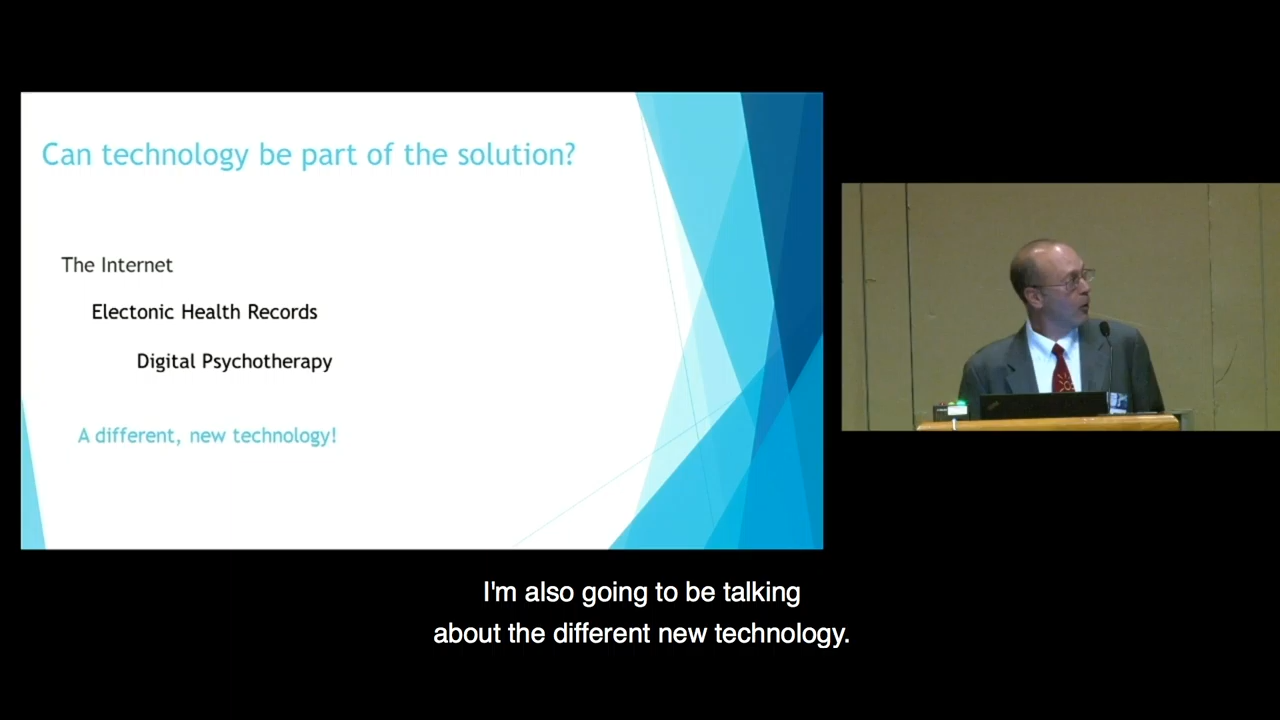 Can technology be part of the solution?
The Internet
Electonic Health Records
Digital Psychotherapy
A different, new technology!
I'm also going to be talking
about the different new technology.